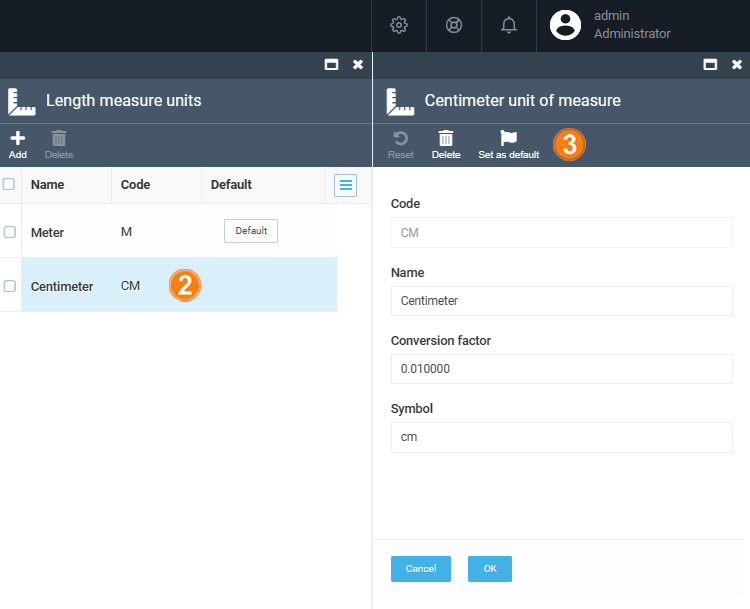 admin
Administrator
Length measure units
Add
Delete
Name Code Default
Meter M Default
Centimeter CM 2
Centimeter unit of measure
Reset Delete Set as default 3
Code
CM
Name
Centimeter
Conversion factor
0.010000
Symbol
cm
Cancel OK